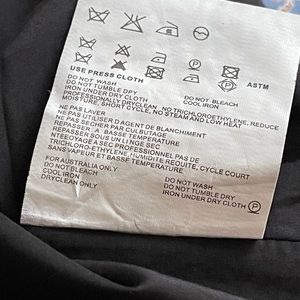 USE PRESS CLOTH
P
ASTM
DO NOT WASH
DO NOT BLEACH
DO NOT TUMBLE DRY
COOL IRON
IRON UNDER DRY CLOTH
PROFESSIONALLY DRYCLEAN NO TRICHLOROETHYLENE, REDUCE
MOISTURE, SHORT CYCLE, NO STEAM AND LOW HEAT
NE PAS LAVER
NE PAS UTILISER D'AGENT DE BLANCHIMENT
NE PAS SECHER PAR CULBUTAGE
REPASSER A BASSE TEMPERATURE
REPASSER SOUS UN LINGE SEC
NTEEOYAGE A SEC PROFESSIONNEL PAS DE
TRICHLORO-ETHYLENE, HUMIDITE REDUITE, CYCLE COURT
SANS VAPEUR ET BASSE TEMPERATURE
FOR AUSTRALIA ONLY
DO NOT BLEACH
DO NOT WASH
COOL IRON
DO NOT TUMBLE DRY
DRYCLEAN ONLY
IRON UNDER DRY CLOTH
P